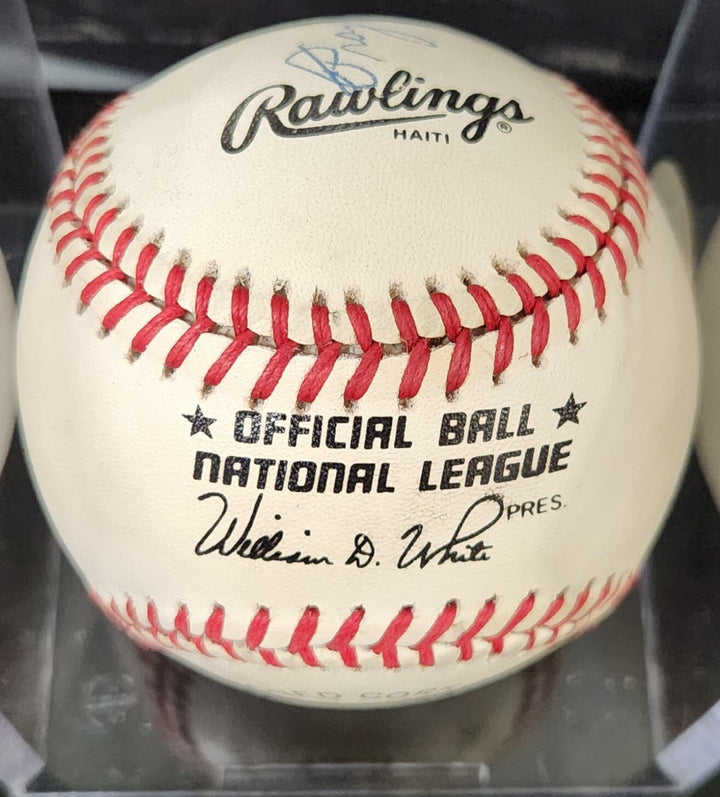 Rawlings®
HAITI
★ OFFICIAL BALL ★
NATIONAL LEAGUE
William D. White PRES.